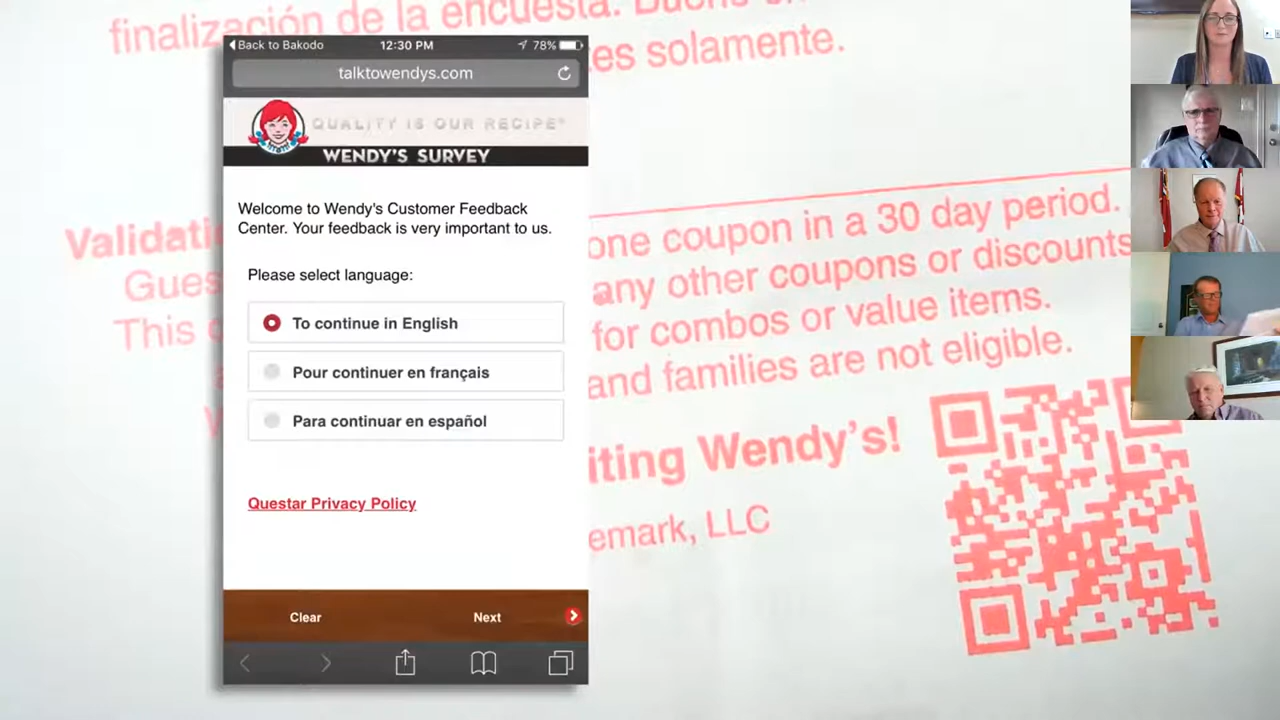 finalización de la encuesta.
tes solamente.
Back to Bakodo 12:30 PM 78%
talktowendys.com
QUALITY IS OUR RECIPE®
WENDY'S SURVEY
Welcome to Wendy's Customer Feedback
Center. Your feedback is very important to us.
Please select language:
To continue in English
Pour continuer en français
Para continuar en español
Questar Privacy Policy
Clear Next
Validati one coupon in a 30 day period.
Gues any other coupons or discounts
This for combos or value items.
and families are not eligible.
iting Wendy's!
emark, LLC